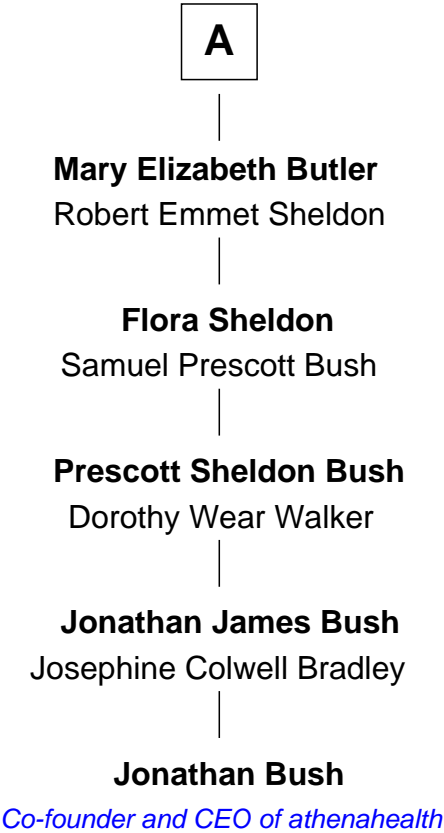 A
Mary Elizabeth Butler
Robert Emmet Sheldon
Flora Sheldon
Samuel Prescott Bush
Prescott Sheldon Bush
Dorothy Wear Walker
Jonathan James Bush
Josephine Colwell Bradley
Jonathan Bush
Co-founder and CEO of athenahealth